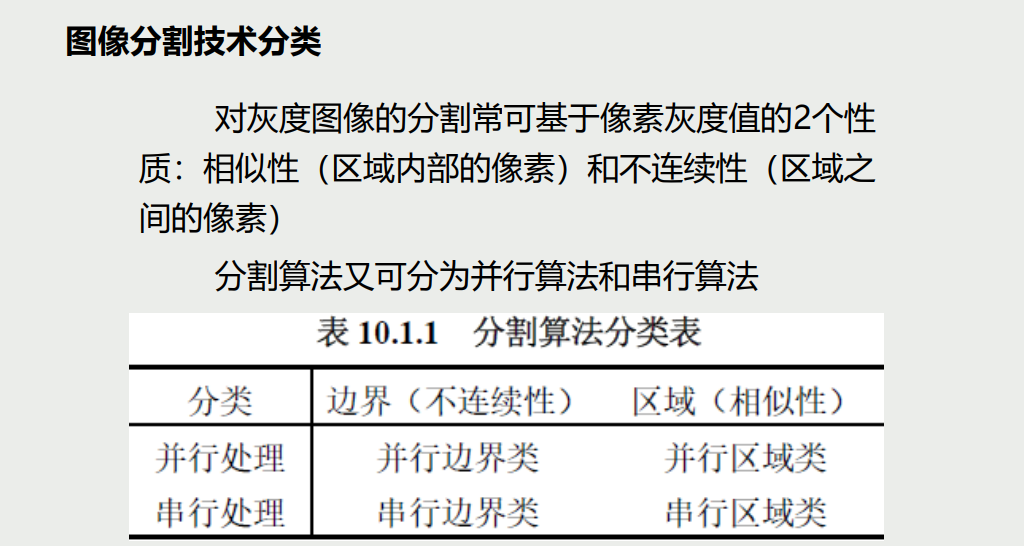 图像分割技术分类
对灰度图像的分割常可基于像素灰度值的2个性
质：相似性（区域内部的像素）和不连续性（区域之
间的像素）
分割算法又可分为并行算法和串行算法
表 10.1.1 分割算法分类表
分类 边界（不连续性） 区域（相似性）
并行处理 并行边界类 并行区域类
串行处理 串行边界类 串行区域类